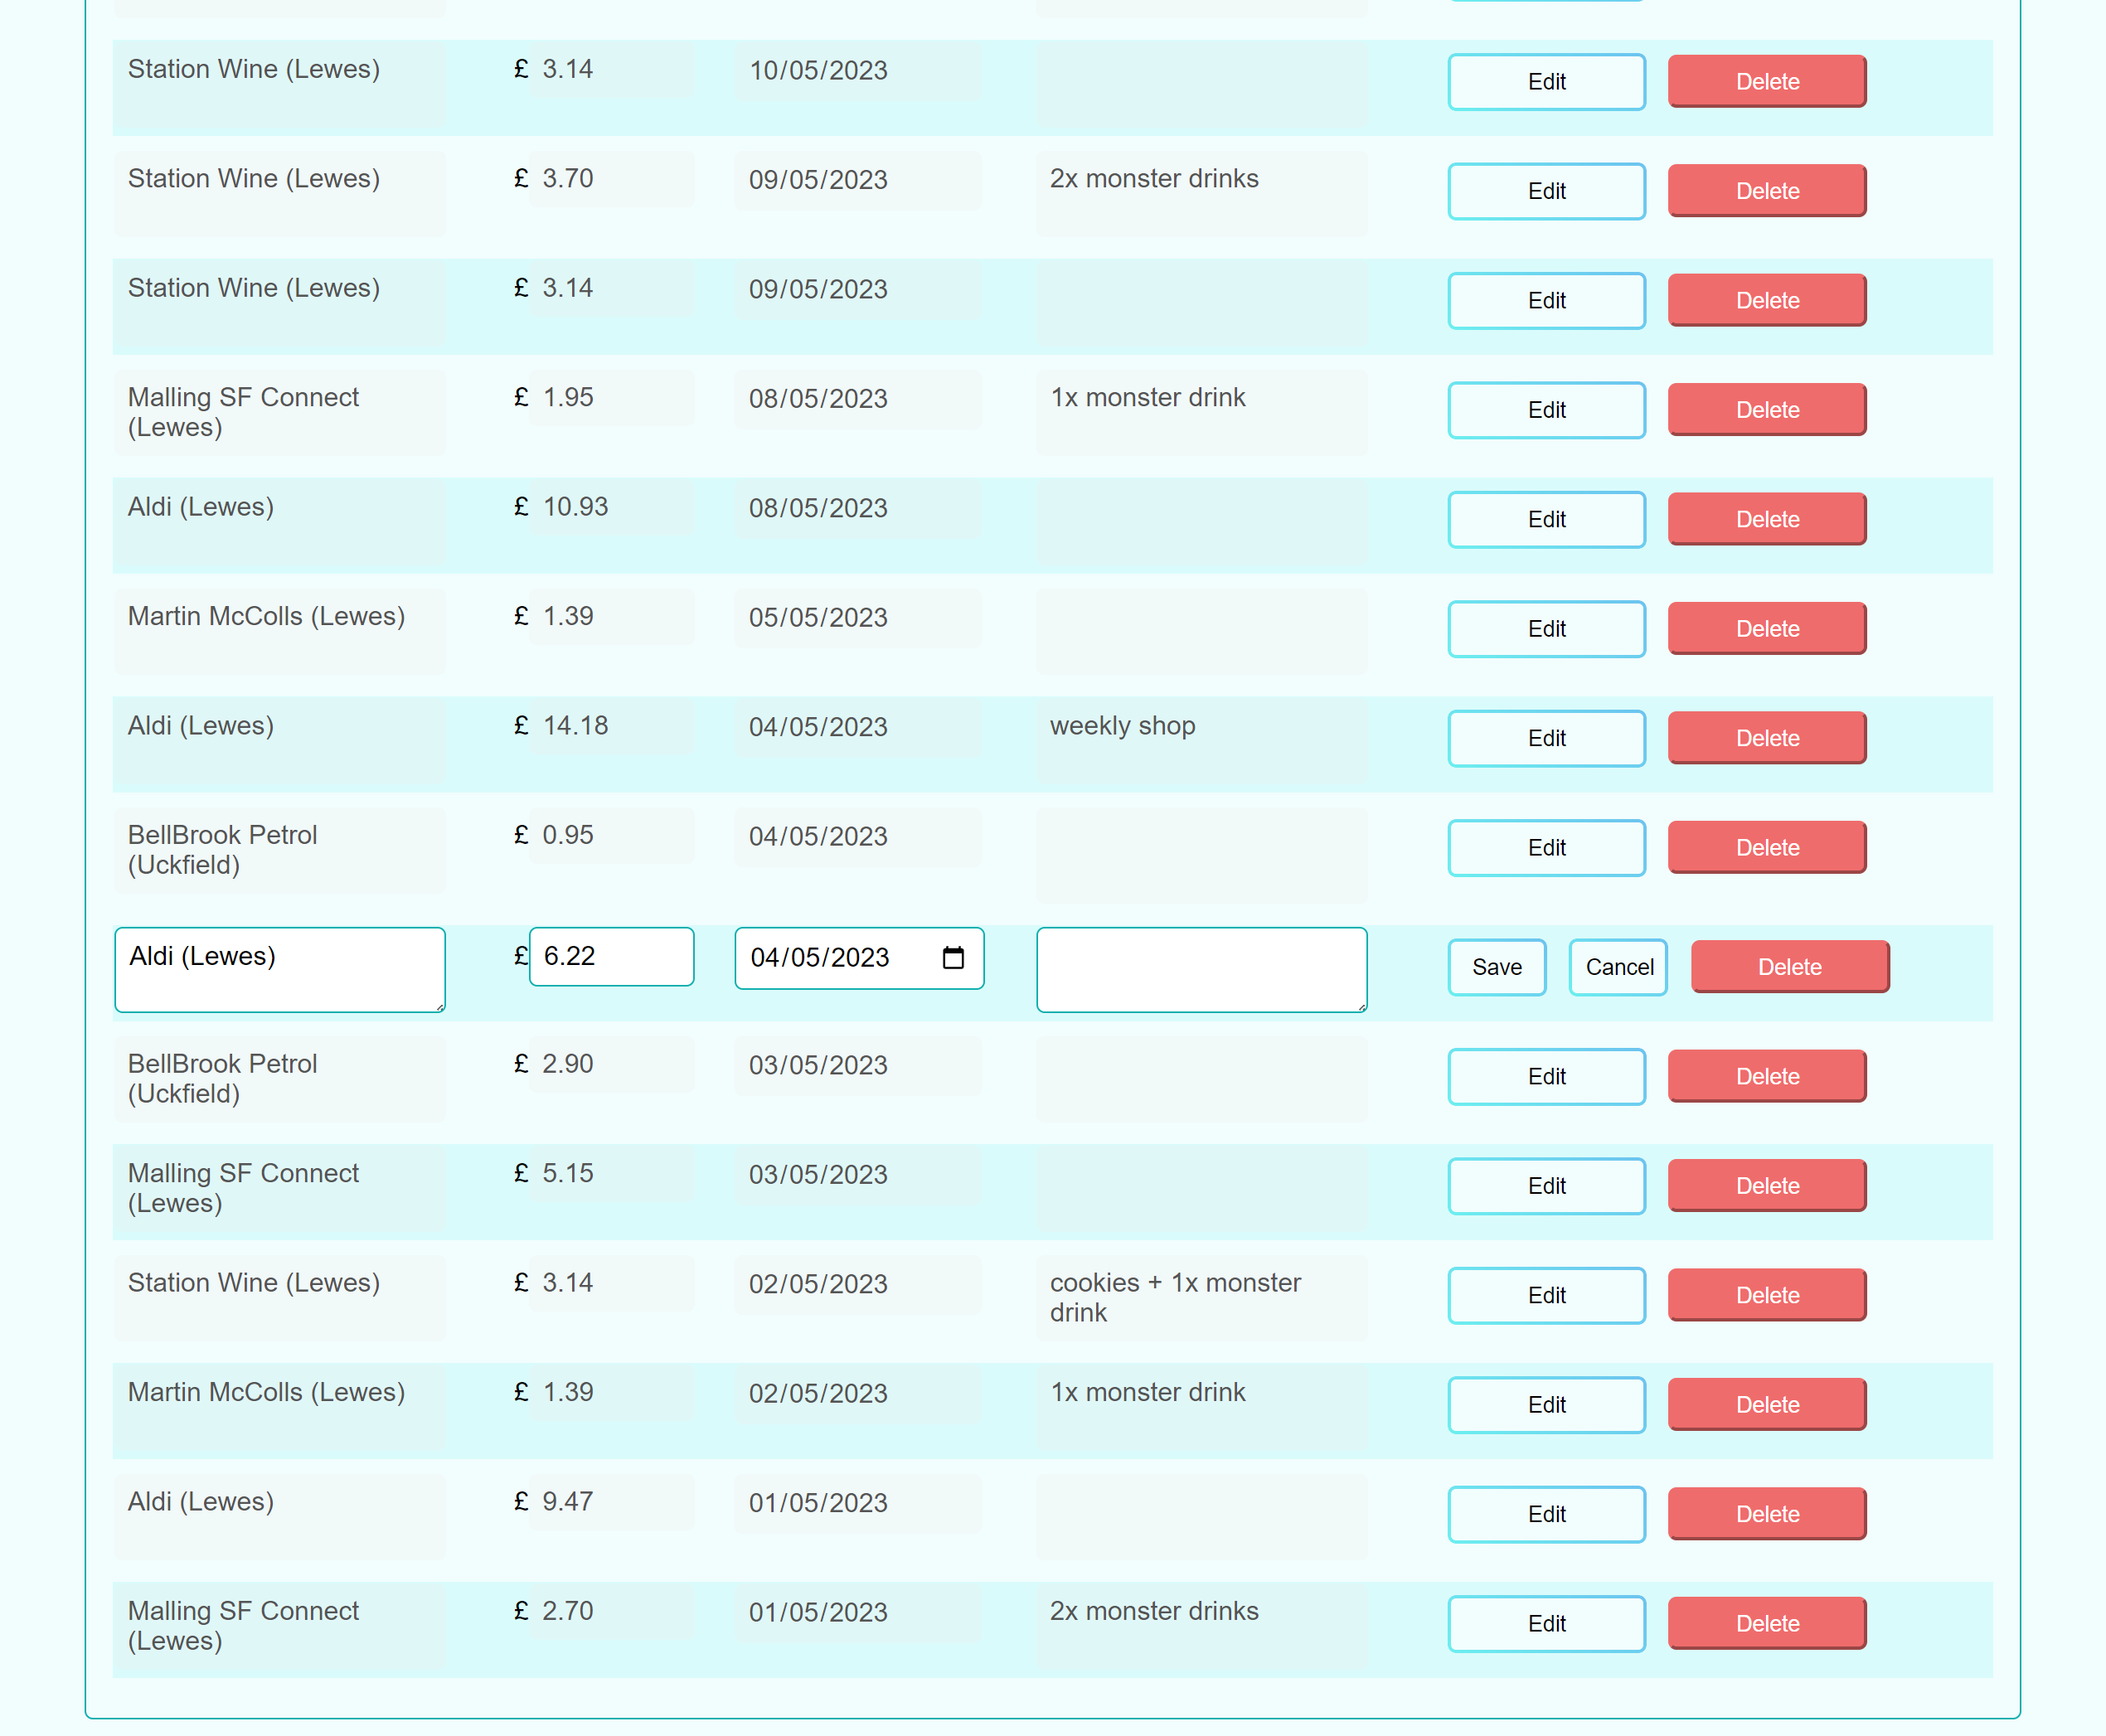 Station Wine (Lewes) £ 3.14 10/05/2023 Edit Delete
Station Wine (Lewes) £ 3.70 09/05/2023 2x monster drinks Edit Delete
Station Wine (Lewes) £ 3.14 09/05/2023 Edit Delete
Malling SF Connect £ 1.95 08/05/2023 1x monster drink Edit Delete
(Lewes)
Aldi (Lewes) £ 10.93 08/05/2023 Edit Delete
Martin McColls (Lewes) £ 1.39 05/05/2023 Edit Delete
Aldi (Lewes) £ 14.18 04/05/2023 weekly shop Edit Delete
BellBrook Petrol £ 0.95 04/05/2023 Edit Delete
(Uckfield)
Aldi (Lewes) £ 6.22 04/05/2023 Save Cancel Delete
BellBrook Petrol £ 2.90 03/05/2023 Edit Delete
(Uckfield)
Malling SF Connect £ 5.15 03/05/2023 Edit Delete
(Lewes)
Station Wine (Lewes) £ 3.14 02/05/2023 cookies + 1x monster Edit Delete
drink
Martin McColls (Lewes) £ 1.39 02/05/2023 1x monster drink Edit Delete
Aldi (Lewes) £ 9.47 01/05/2023 Edit Delete
Malling SF Connect £ 2.70 01/05/2023 2x monster drinks Edit Delete
(Lewes)